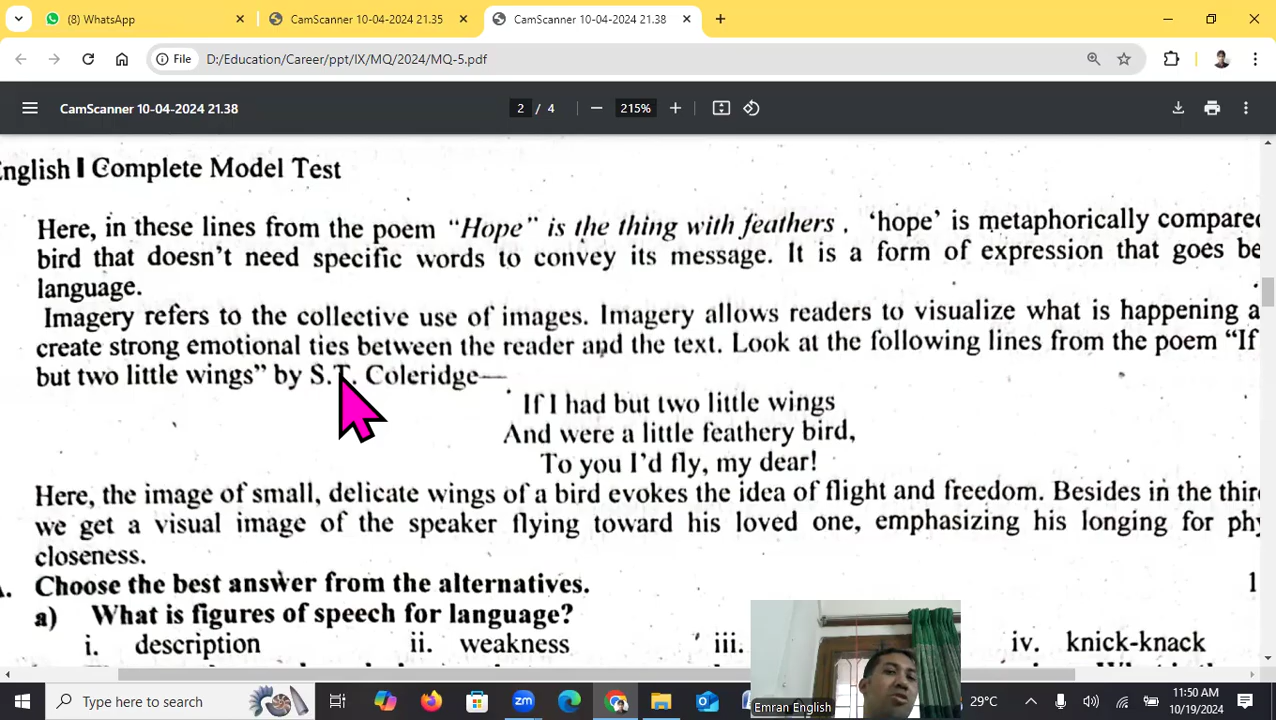 WhatsApp
CamScanner 10-04-2024 21.35
CamScanner 10-04-2024 21.38
File D:/Education/Career/ppt/IX/MQ/2024/MQ-5.pdf
CamScanner 10-04-2024 21.38
2 / 4
215%
English I Complete Model Test
Here, in these lines from the poem “Hope” is the thing with feathers . ‘hope’ is metaphorically compared
bird that doesn’t need specific words to convey its message. It is a form of expression that goes be
language.
Imagery refers to the collective use of images. Imagery allows readers to visualize what is happening a
create strong emotional ties between the reader and the text. Look at the following lines from the poem “If
but two little wings” by S.T. Coleridge—
If I had but two little wings
And were a little feathery bird,
To you I’d fly, my dear!
Here, the image of small, delicate wings of a bird evokes the idea of flight and freedom. Besides in the thir
we get a visual image of the speaker flying toward his loved one, emphasizing his longing for phy
closeness.
Choose the best answer from the alternatives. 1
a) What is figures of speech for language?
i. description ii. weakness iii. iv. knick-knack
Emran English
Type here to search
29°C
11:50 AM
10/19/2024